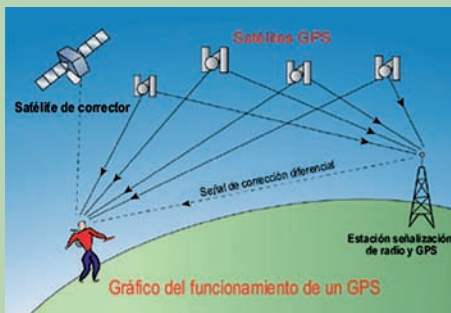 Satélites GPS
Satélite de corrector
Señal de corrección diferencial
Estación señalización
de radio y GPS
Gráfico del funcionamiento de un GPS